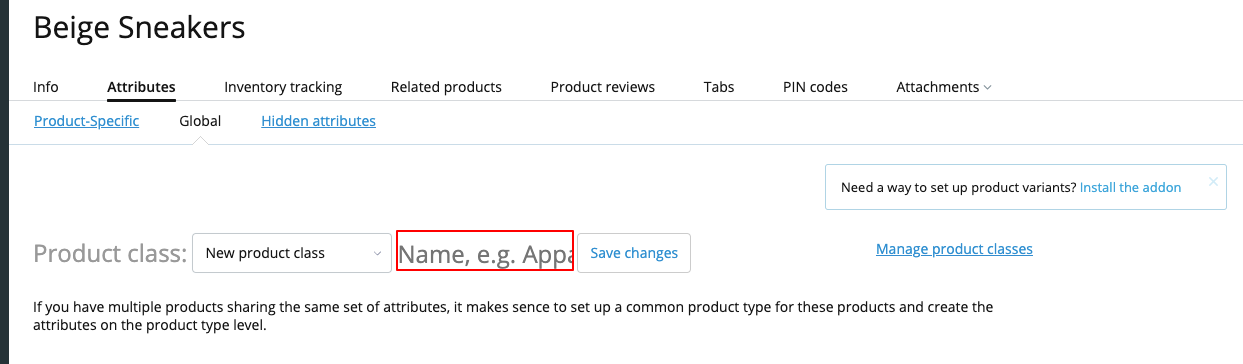 Beige Sneakers
Info Attributes Inventory tracking Related products Product reviews Tabs PIN codes Attachments
Product-Specific Global Hidden attributes
Need a way to set up product variants? Install the addon
Product class: New product class Name, e.g. Appa Save changes Manage product classes
If you have multiple products sharing the same set of attributes, it makes sence to set up a common product type for these products and create the
attributes on the product type level.